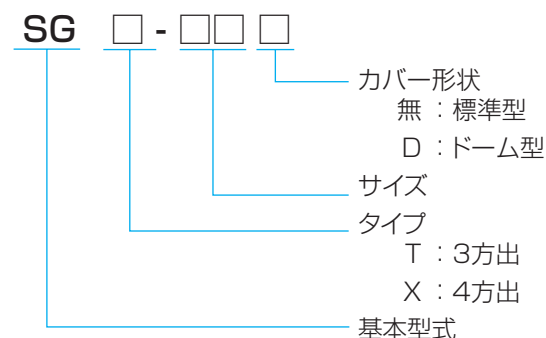 SG □-□□□
カバー形状
無：標準型
D：ドーム型
サイズ
タイプ
T：3方出
X：4方出
基本型式